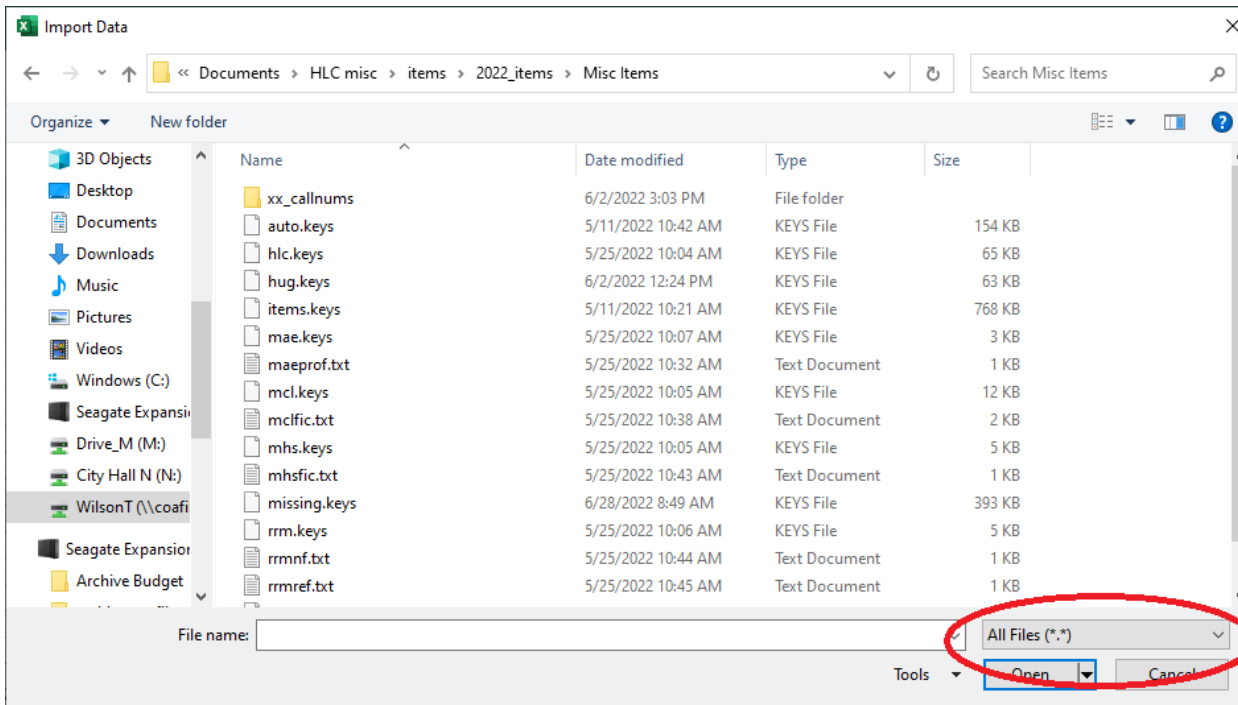 Import Data
« Documents > HLC misc > items > 2022_items > Misc Items
Search Misc Items
Organize New folder
3D Objects
Desktop
Documents
Downloads
Music
Pictures
Videos
Windows (C:)
Seagate Expansi
Drive_M (M:)
City Hall N (N:)
WilsonT (\\coafi
Seagate Expansion
Archive Budget
Name Date modified Type Size
xx_callnums 6/2/2022 3:03 PM File folder
auto.keys 5/11/2022 10:42 AM KEYS File 154 KB
hlc.keys 5/25/2022 10:04 AM KEYS File 65 KB
hug.keys 6/2/2022 12:24 PM KEYS File 63 KB
items.keys 5/11/2022 10:21 AM KEYS File 768 KB
mae.keys 5/25/2022 10:07 AM KEYS File 3 KB
maeprof.txt 5/25/2022 10:32 AM Text Document 1 KB
mcl.keys 5/25/2022 10:05 AM KEYS File 12 KB
mclfic.txt 5/25/2022 10:38 AM Text Document 2 KB
mhs.keys 5/25/2022 10:05 AM KEYS File 5 KB
mhsfic.txt 5/25/2022 10:43 AM Text Document 1 KB
missing.keys 6/28/2022 8:49 AM KEYS File 393 KB
rrm.keys 5/25/2022 10:06 AM KEYS File 5 KB
rrmnf.txt 5/25/2022 10:44 AM Text Document 1 KB
rrmref.txt 5/25/2022 10:45 AM Text Document 1 KB
File name: All Files (*.*)
Tools Open Cancel